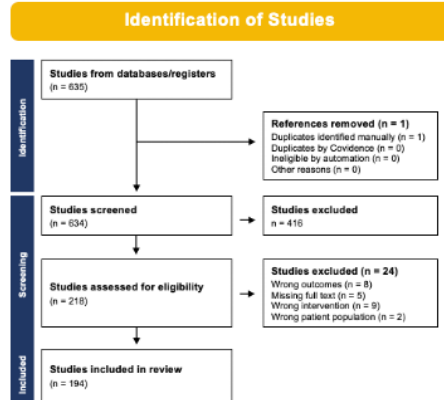 Identification of Studies
Identification
Studies from databases/registers
(n = 635)
References removed (n = 1)
Duplicates identified manually (n = 1)
Duplicates by Covidence (n = 0)
Ineligible by automation (n = 0)
Other reasons (n = 0)
Screening
Studies screened
(n = 634)
Studies excluded
n = 416
Studies assessed for eligibility
(n = 218)
Studies excluded (n = 24)
Wrong outcomes (n = 8)
Missing full text (n = 5)
Wrong intervention (n = 9)
Wrong patient population (n = 2)
Included
Studies included in review
(n = 194)